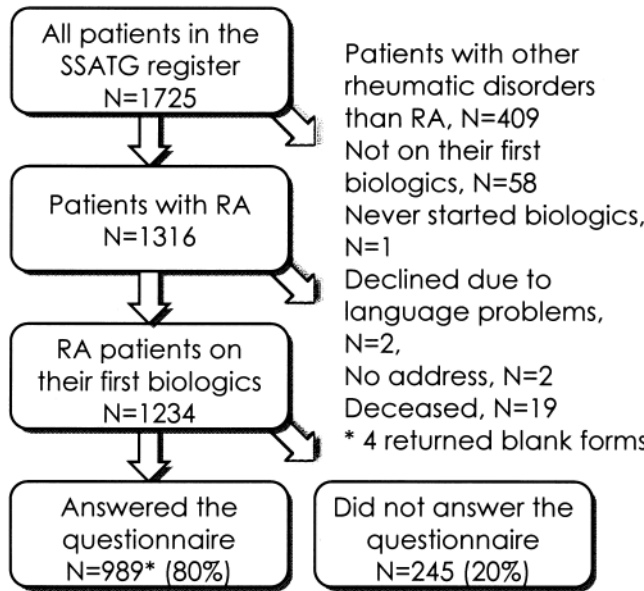 All patients in the
SSATG register
N=1725
Patients with RA
N=1316
RA patients on
their first biologics
N=1234
Patients with other
rheumatic disorders
than RA, N=409
Not on their first
biologics, N=58
Never started biologics,
N=1
Declined due to
language problems,
N=2,
No address, N=2
Deceased, N=19
* 4 returned blank forms
Answered the
questionnaire
N=989* (80%)
Did not answer the
questionnaire
N=245 (20%)